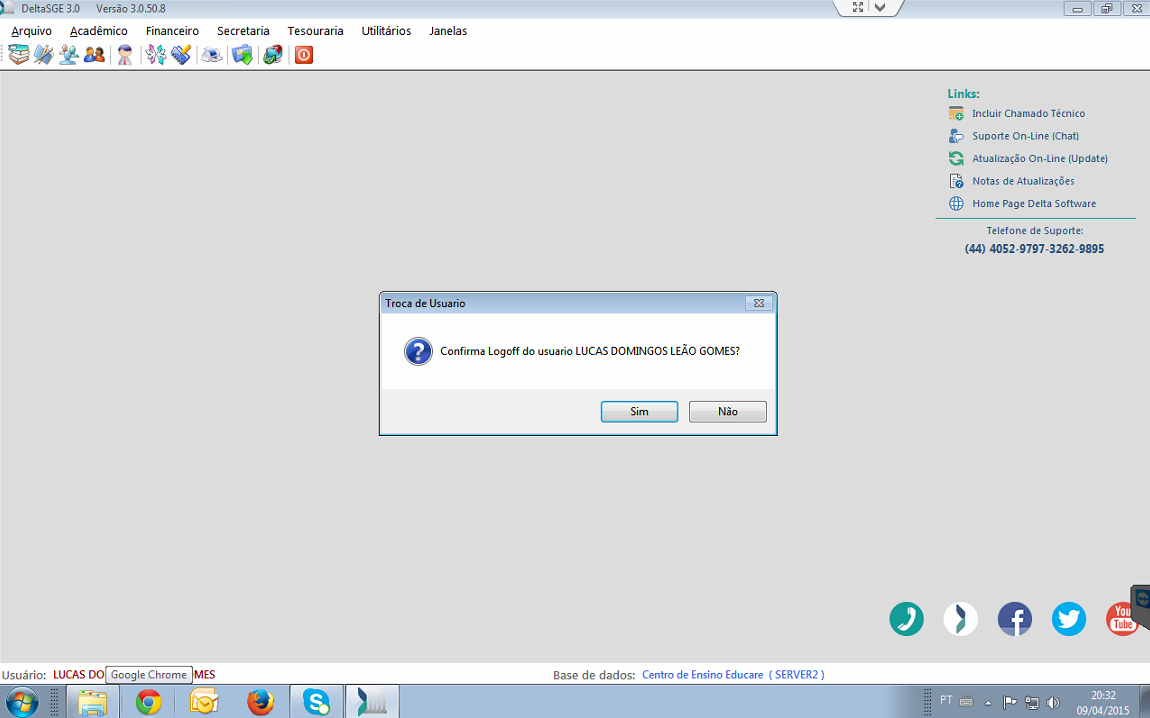 DeltaSGE 3.0 Versão 3.0.50.8
Arquivo Acadêmico Financeiro Secretaria Tesouraria Utilitários Janelas
Links:
Incluir Chamado Técnico
Suporte On-Line (Chat)
Atualização On-Line (Update)
Notas de Atualizações
Home Page Delta Software
Telefone de Suporte:
(44) 4052-9797-3262-9895
Troca de Usuario
Confirma Logoff do usuario LUCAS DOMINGOS LEÃO GOMES?
Sim Não
You
Tube
Usuário: LUCAS DO Google Chrome MES Base de dados: Centro de Ensino Educare ( SERVER2 )
PT 20:32
09/04/2015